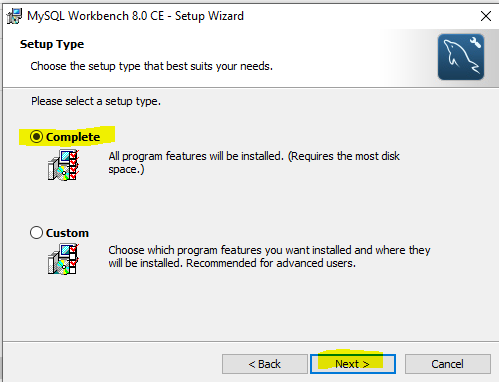 MySQL Workbench 8.0 CE - Setup Wizard
Setup Type
Choose the setup type that best suits your needs.
Please select a setup type.
Complete
All program features will be installed. (Requires the most disk
space.)
Custom
Choose which program features you want installed and where they
will be installed. Recommended for advanced users.
< Back
Next >
Cancel